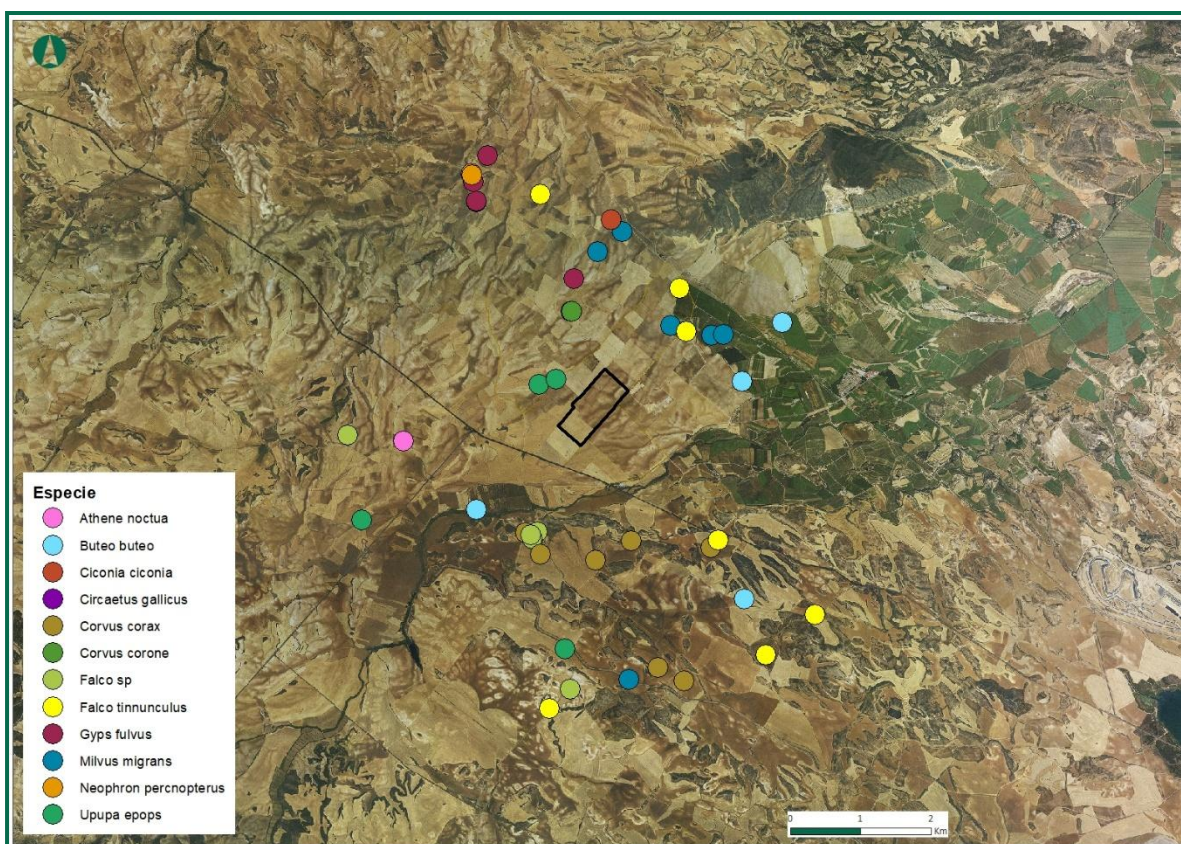 Especie
Athene noctua
Buteo buteo
Ciconia ciconia
Circaetus gallicus
Corvus corax
Corvus corone
Falco sp
Falco tinnunculus
Gyps fulvus
Milvus migrans
Neophron percnopterus
Upupa epops
0 1 2
Km